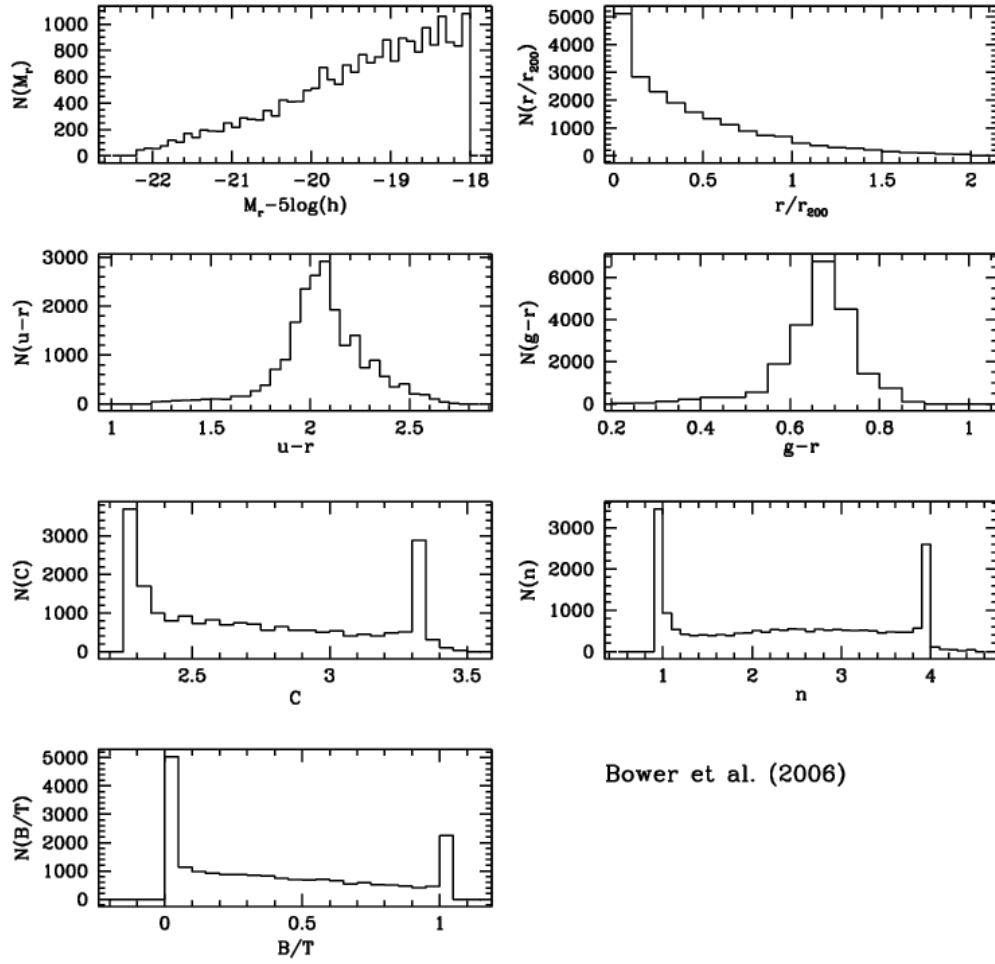 N(M_r)
1000
800
600
400
200
0
-22 -21 -20 -19 -18
M_r-5log(h)
N(r/r_200)
5000
4000
3000
2000
1000
0
0 0.5 1 1.5 2
r/r_200
N(u-r)
3000
2000
1000
0
1 1.5 2 2.5
u-r
N(g-r)
6000
4000
2000
0
0.2 0.4 0.6 0.8 1
g-r
N(C)
3000
2000
1000
0
2.5 3 3.5
C
N(n)
3000
2000
1000
0
1 2 3 4
n
N(B/T)
5000
4000
3000
2000
1000
0
0 0.5 1
B/T
Bower et al. (2006)